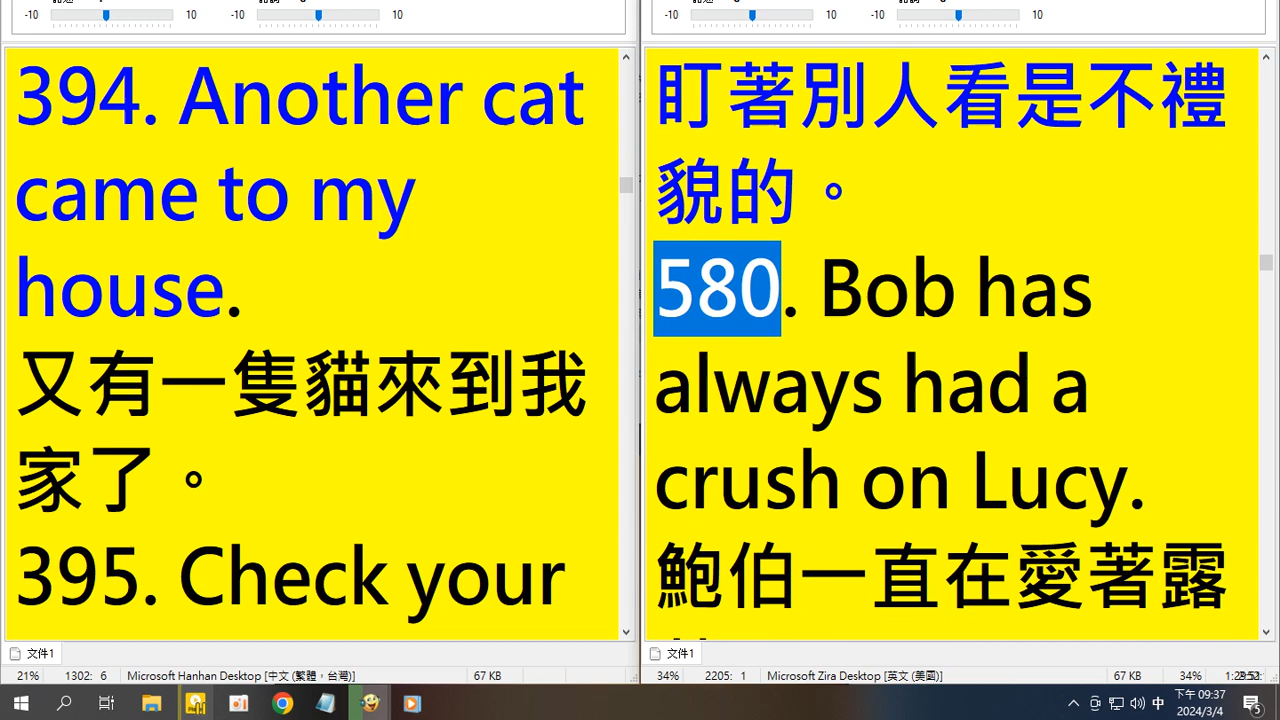 -10
10
-10
10
394. Another cat
came to my
house.
又有一隻貓來到我
家了。
395. Check your
文件1
21%
1302: 6
Microsoft Hanhan Desktop [中文 (繁體，台灣)]
67 KB
-10
10
-10
10
盯著別人看是不禮
貌的。
580. Bob has
always had a
crush on Lucy.
鮑伯一直在愛著露
文件1
34%
2205: 1
Microsoft Zira Desktop [英文 (美國)]
67 KB
34%
中
下午 09:37
2024/3/4
5